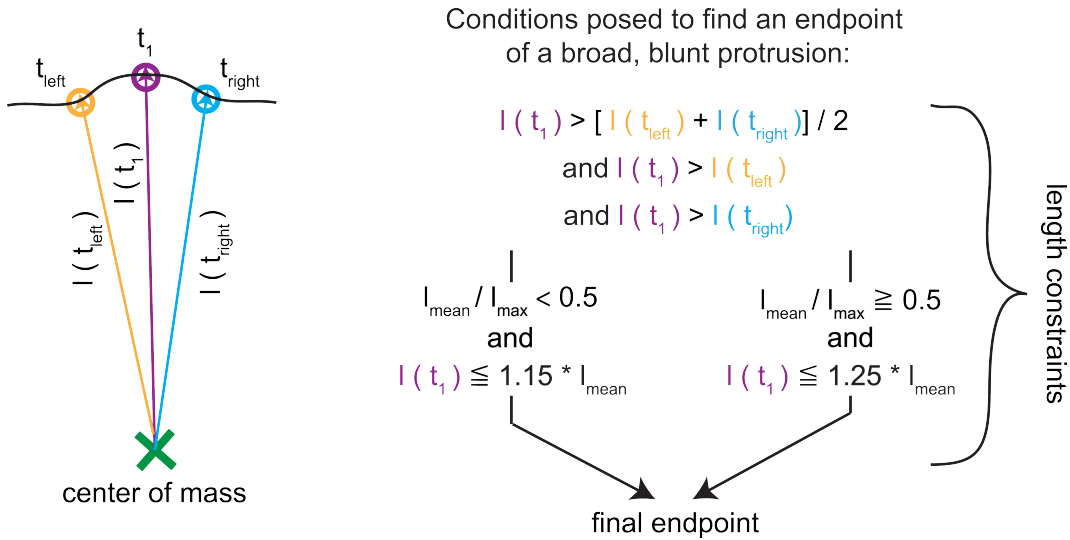 t1
tleft
tright
l ( t1 )
l ( tleft )
l ( tright )
center of mass
Conditions posed to find an endpoint
of a broad, blunt protrusion:
l ( t1 ) > [ l ( tleft ) + l ( tright )] / 2
and l ( t1 ) > l ( tleft )
and l ( t1 ) > l ( tright)
lmean / lmax < 0.5
and
l ( t1 ) ≦ 1.15 * lmean
lmean / lmax ≧ 0.5
and
l ( t1 ) ≦ 1.25 * lmean
final endpoint
length constraints